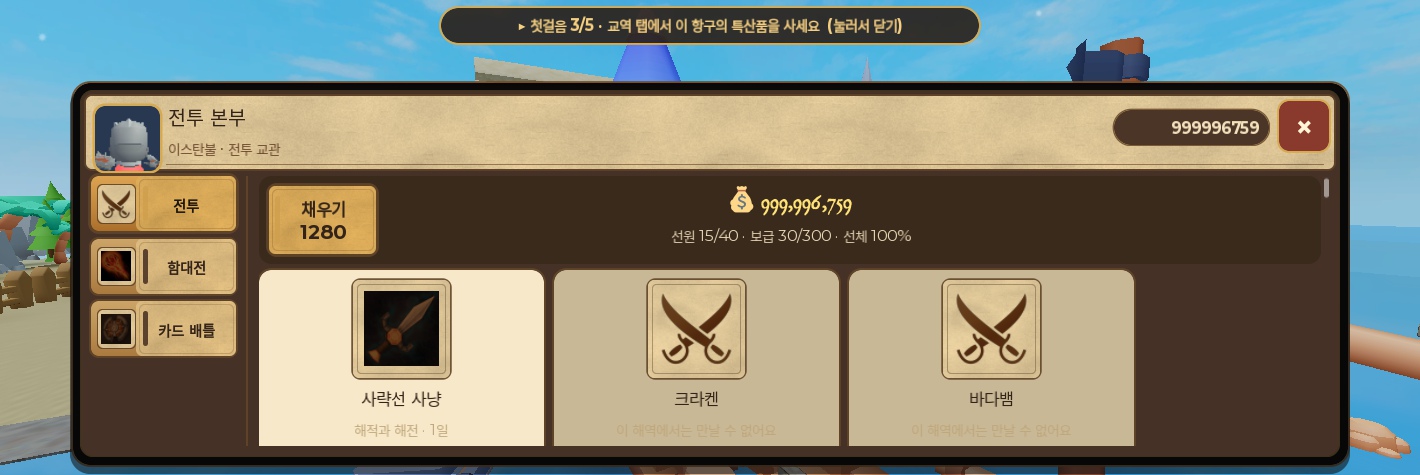 ▸ 첫걸음 3/5 · 교역 탭에서 이 항구의 특산품을 사세요 (눌러서 닫기)
전투 본부
이스탄불 · 전투 교관
999996759
×
전투
함대전
카드 배틀
채우기
1280
$ 999,996,759
선원 15/40 · 보급 30/300 · 선체 100%
사략선 사냥
해적과 해전 · 1일
크라켄
이 해역에서는 만날 수 없어요
바다뱀
이 해역에서는 만날 수 없어요